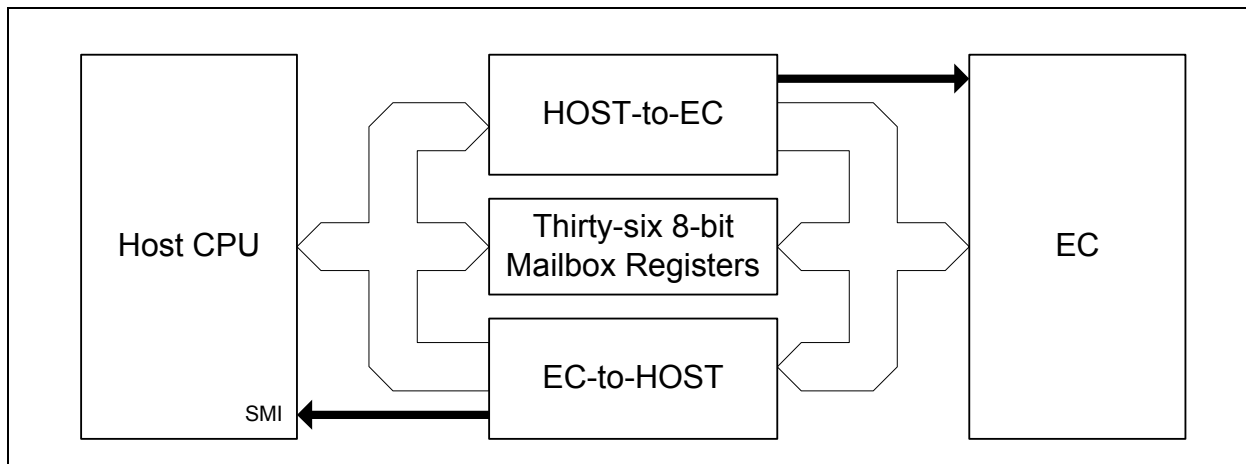 HOST-to-EC
Host CPU
Thirty-six 8-bit
Mailbox Registers
EC
EC-to-HOST
SMI